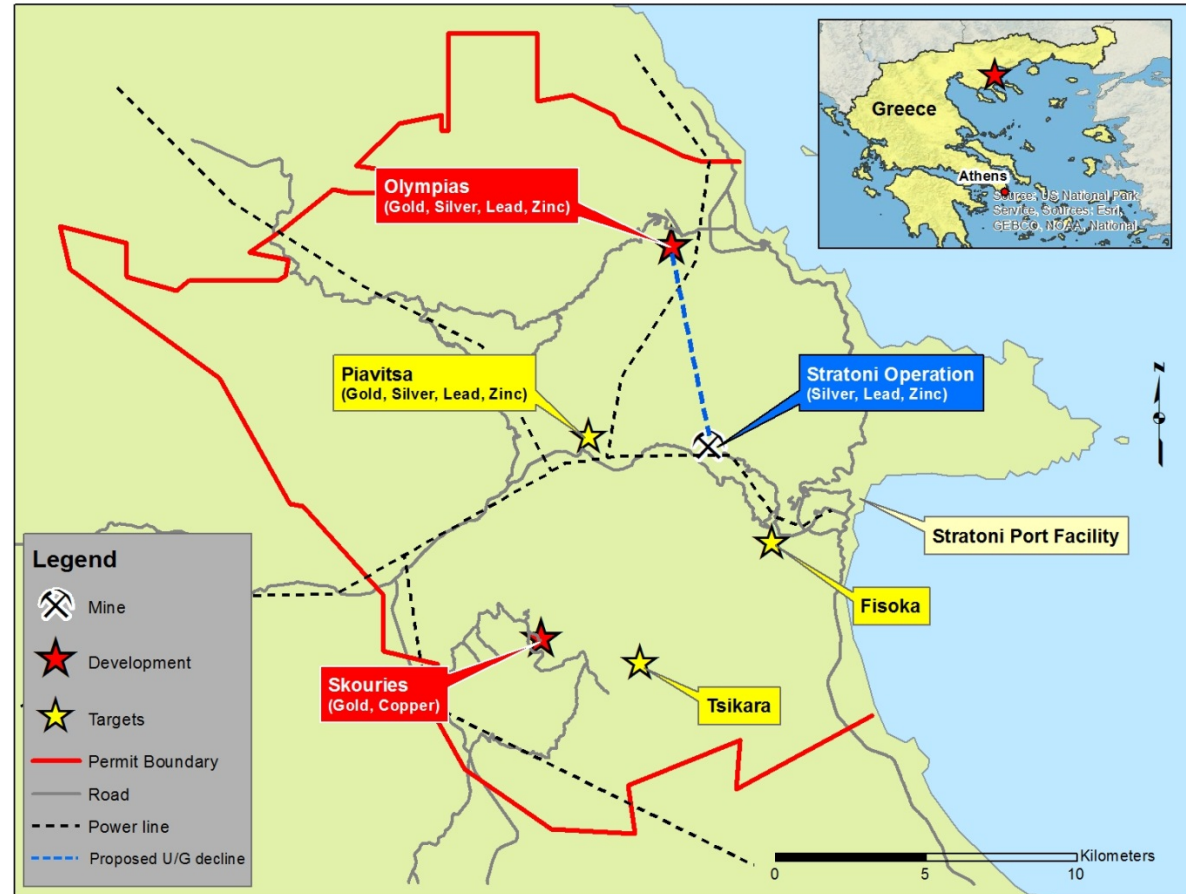 Greece
Athens
Source: US National Park
Service, Sources: Esri,
GEBCO, NOAA, National
Olympias
(Gold, Silver, Lead, Zinc)
Piavitsa
(Gold, Silver, Lead, Zinc)
Stratoni Operation
(Silver, Lead, Zinc)
N
Stratoni Port Facility
Fisoka
Skouries
(Gold, Copper)
Tsikara
Legend
Mine
Development
Targets
Permit Boundary
Road
Power line
Proposed U/G decline
Kilometers
0 5 10